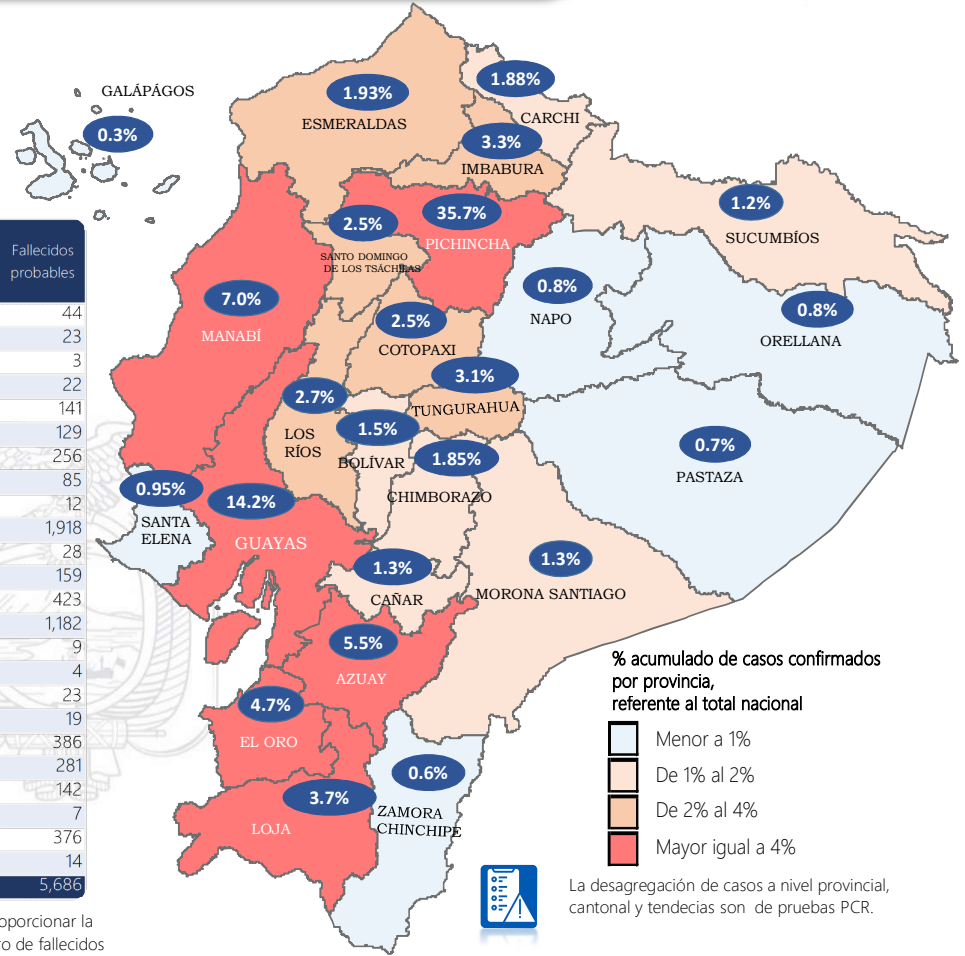 GALÁPÁGOS
0.3%
1.93%
ESMERALDAS
1.88%
CARCHI
3.3%
IMBABURA
1.2%
SUCUMBÍOS
35.7%
PICHINCHA
2.5%
SANTO DOMINGO
DE LOS TSÁCHILAS
7.0%
MANABÍ
0.8%
NAPO
0.8%
ORELLANA
2.5%
COTOPAXI
3.1%
TUNGURAHUA
2.7%
LOS
RÍOS
1.5%
BOLÍVAR
1.85%
CHIMBORAZO
0.7%
PASTAZA
0.95%
SANTA
ELENA
14.2%
GUAYAS
1.3%
CAÑAR
1.3%
MORONA SANTIAGO
5.5%
AZUAY
4.7%
EL ORO
3.7%
LOJA
0.6%
ZAMORA
CHINCHIPE
Fallecidos
probables
44
23
3
22
141
129
256
85
12
1,918
28
159
423
1,182
9
4
23
19
386
281
142
7
376
14
5,686
oporcionar la
o de fallecidos
% acumulado de casos confirmados
por provincia,
referente al total nacional
Menor a 1%
De 1% al 2%
De 2% al 4%
Mayor igual a 4%
La desagregación de casos a nivel provincial,
cantonal y tendecias son de pruebas PCR.